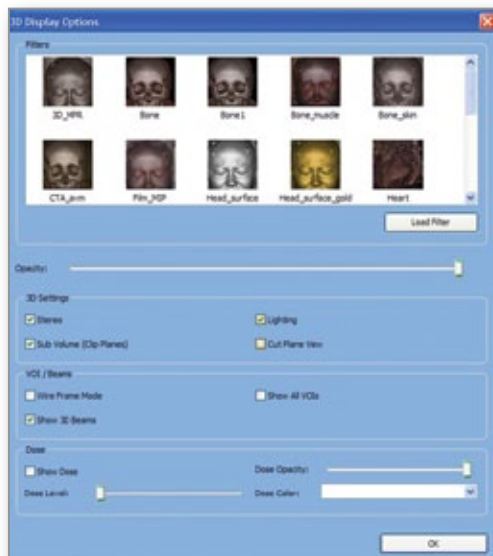 3D Display Options
Filters
3D_MPR Bone Bone1 Bone_muscle Bone_skin
CTA_avm Film_MIP Head_surface Head_surface_gold Heart
Load Filter
Opacity:
3D Settings
Stereo Lighting
Sub Volume (Clip Planes) Cut Plane View
VOI / Beams
Wire Frame Mode Show All VOIs
Show 3D Beams
Dose
Show Dose Dose Opacity:
Dose Level: Dose Color:
OK